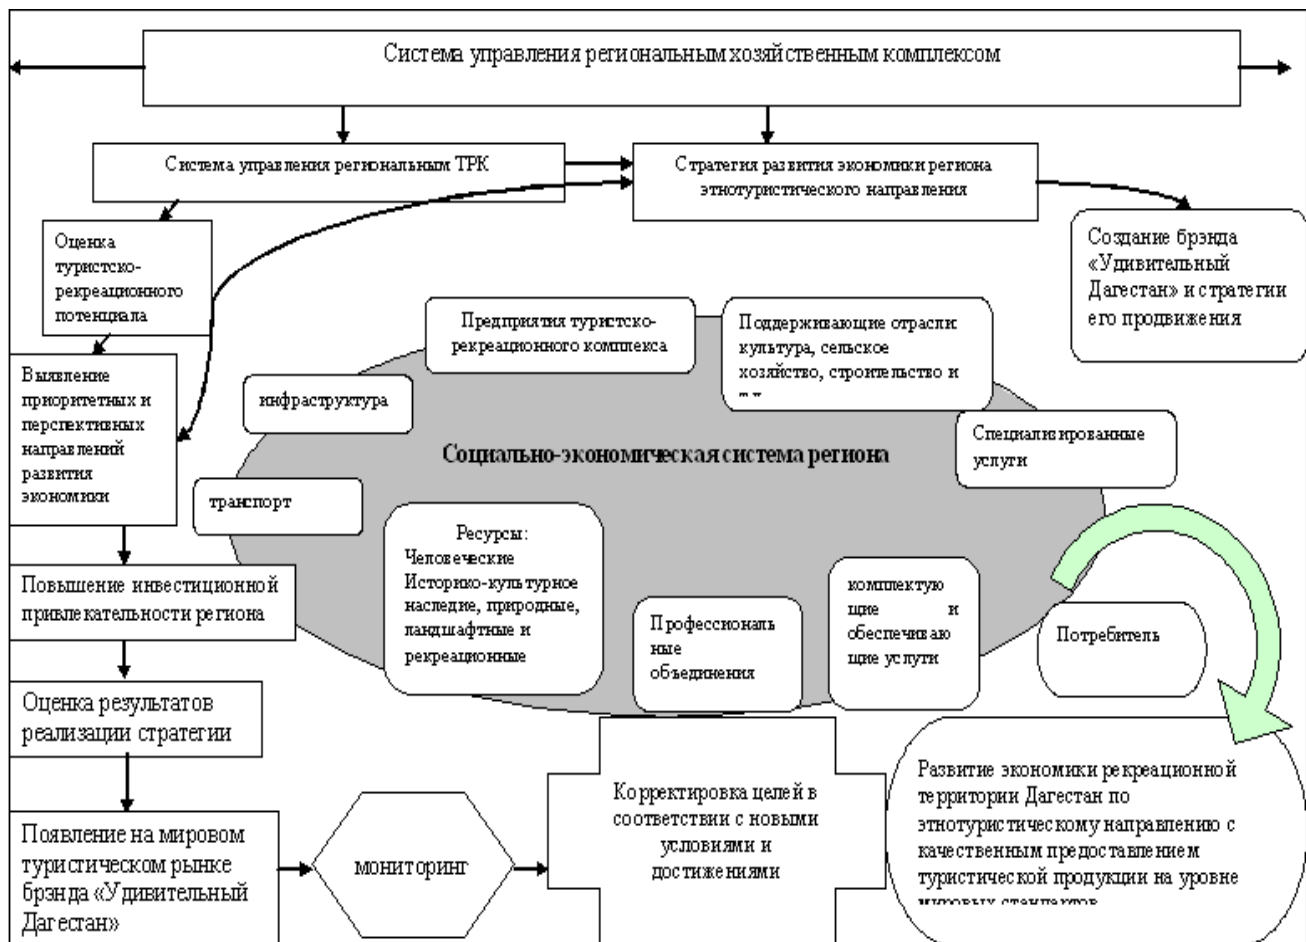 Система управления региональным хозяйственным комплексом
Система управления региональным ТРК
Стратегия развития экономики региона
этнотуристического направления
Оценка
туристско-
рекреационного
потенциала
Создание брэнда
«Удивительный
Дагестан» и стратегии
его продвижения
Предприятия туристско-
рекреационного комплекса
Поддерживающие отрасли:
культура, сельское
хозяйство, строительство и
Выявление
приоритетных и
перспективных
направлений
развития
экономики
инфраструктура
Специализированные
услуги
Социально-экономическая система региона
транспорт
Ресурсы:
Человеческие
Историко-культурное
наследие, природные,
ландшафтные и
рекреационные
Повышение инвестиционной
привлекательности региона
Профессиональ
ные
объединения
комплектую
щие и
обеспечиваю
щие услуги
Потребитель
Оценка результатов
реализации стратегии
Появление на мировом
туристическом рынке
брэнда «Удивительный
Дагестан»
мониторинг
Корректировка целей в
соответствии с новыми
условиями и
достижениями
Развитие экономики рекреационной
территории Дагестан по
этнотуристическому направлению с
качественным предоставлением
туристической продукции на уровне
мировых стандартов